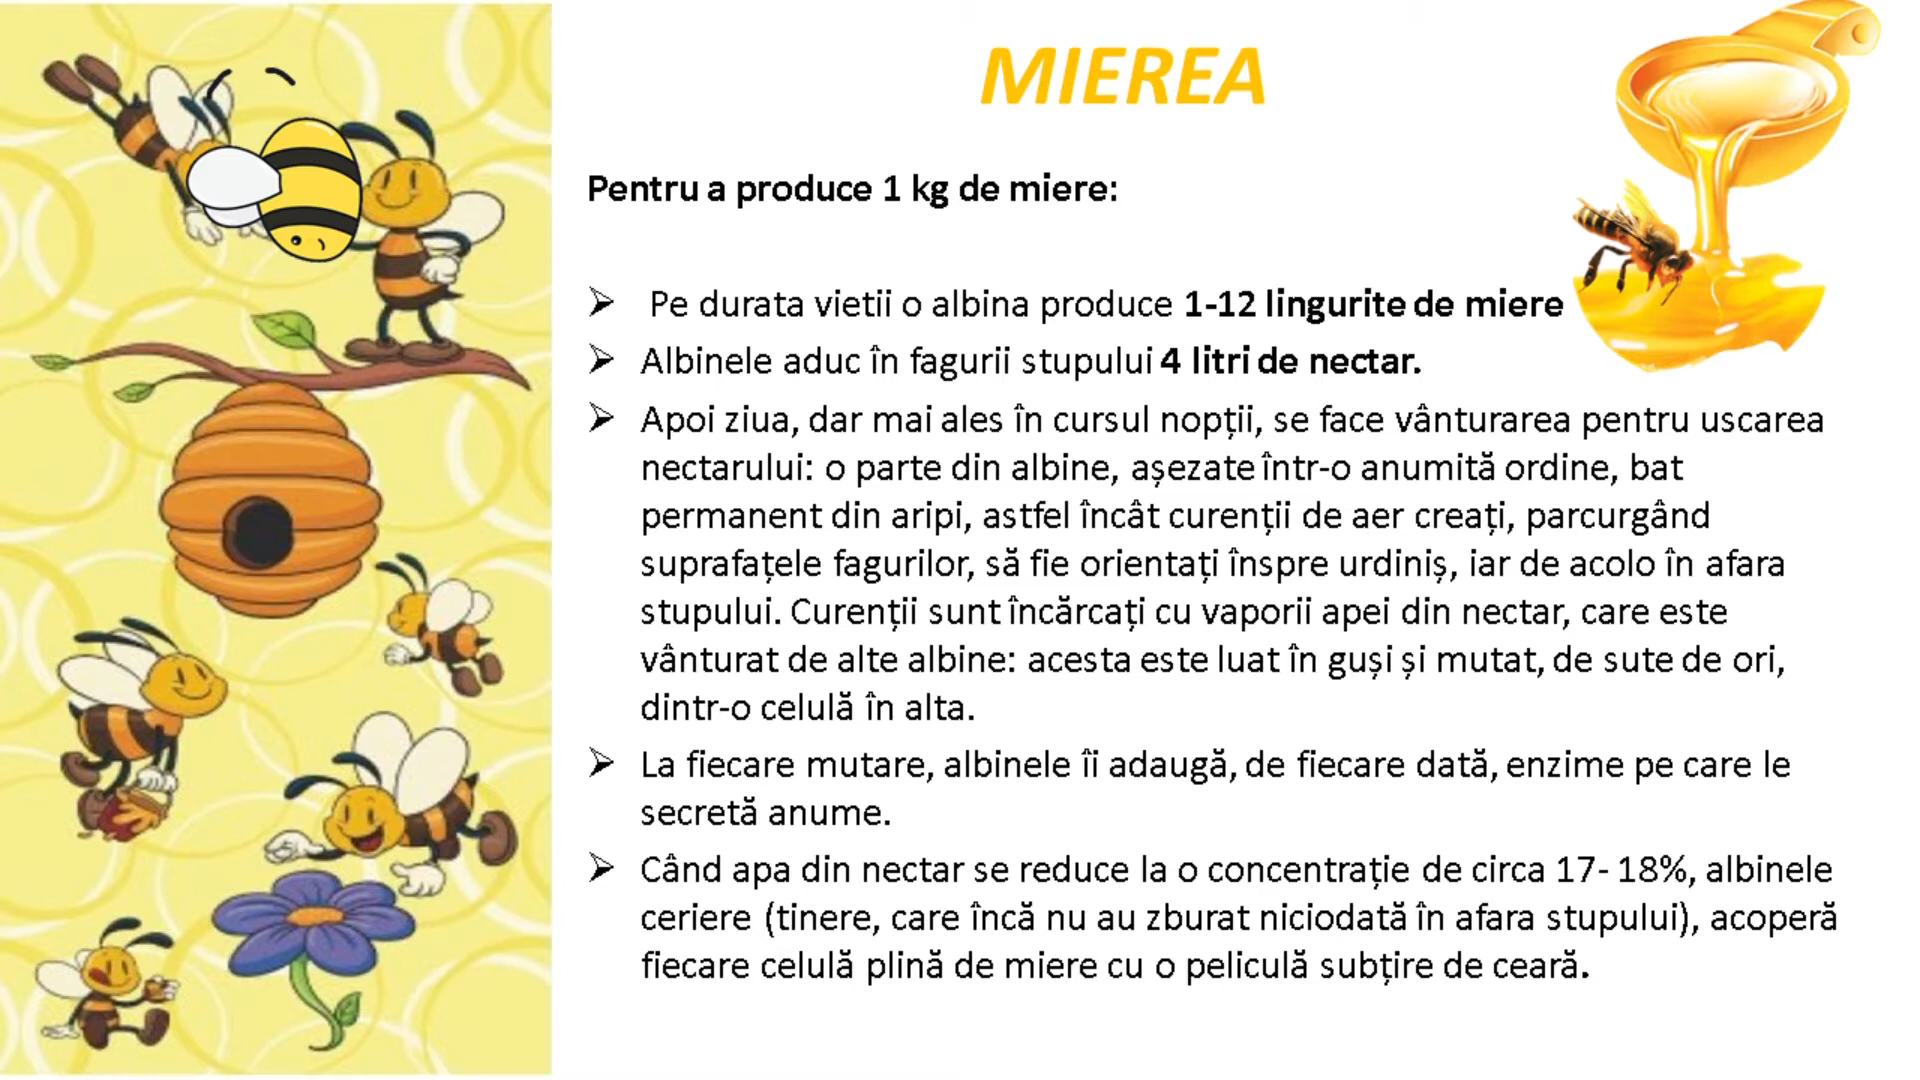 MIEREA
Pentru a produce 1 kg de miere:
➢ Pe durata vietii o albina produce 1-12 lingurite de miere
➢ Albinele aduc în fagurii stupului 4 litri de nectar.
➢ Apoi ziua, dar mai ales în cursul nopții, se face vânturarea pentru uscarea
nectarului: o parte din albine, așezate într-o anumită ordine, bat
permanent din aripi, astfel încât curenții de aer creați, parcurgând
suprafațele fagurilor, să fie orientați înspre urdiniș, iar de acolo în afara
stupului. Curenții sunt încărcați cu vaporii apei din nectar, care este
vânturat de alte albine: acesta este luat în guși și mutat, de sute de ori,
dintr-o celulă în alta.
➢ La fiecare mutare, albinele îi adaugă, de fiecare dată, enzime pe care le
secretă anume.
➢ Când apa din nectar se reduce la o concentrație de circa 17- 18%, albinele
ceriere (tinere, care încă nu au zburat niciodată în afara stupului), acoperă
fiecare celulă plină de miere cu o peliculă subțire de ceară.